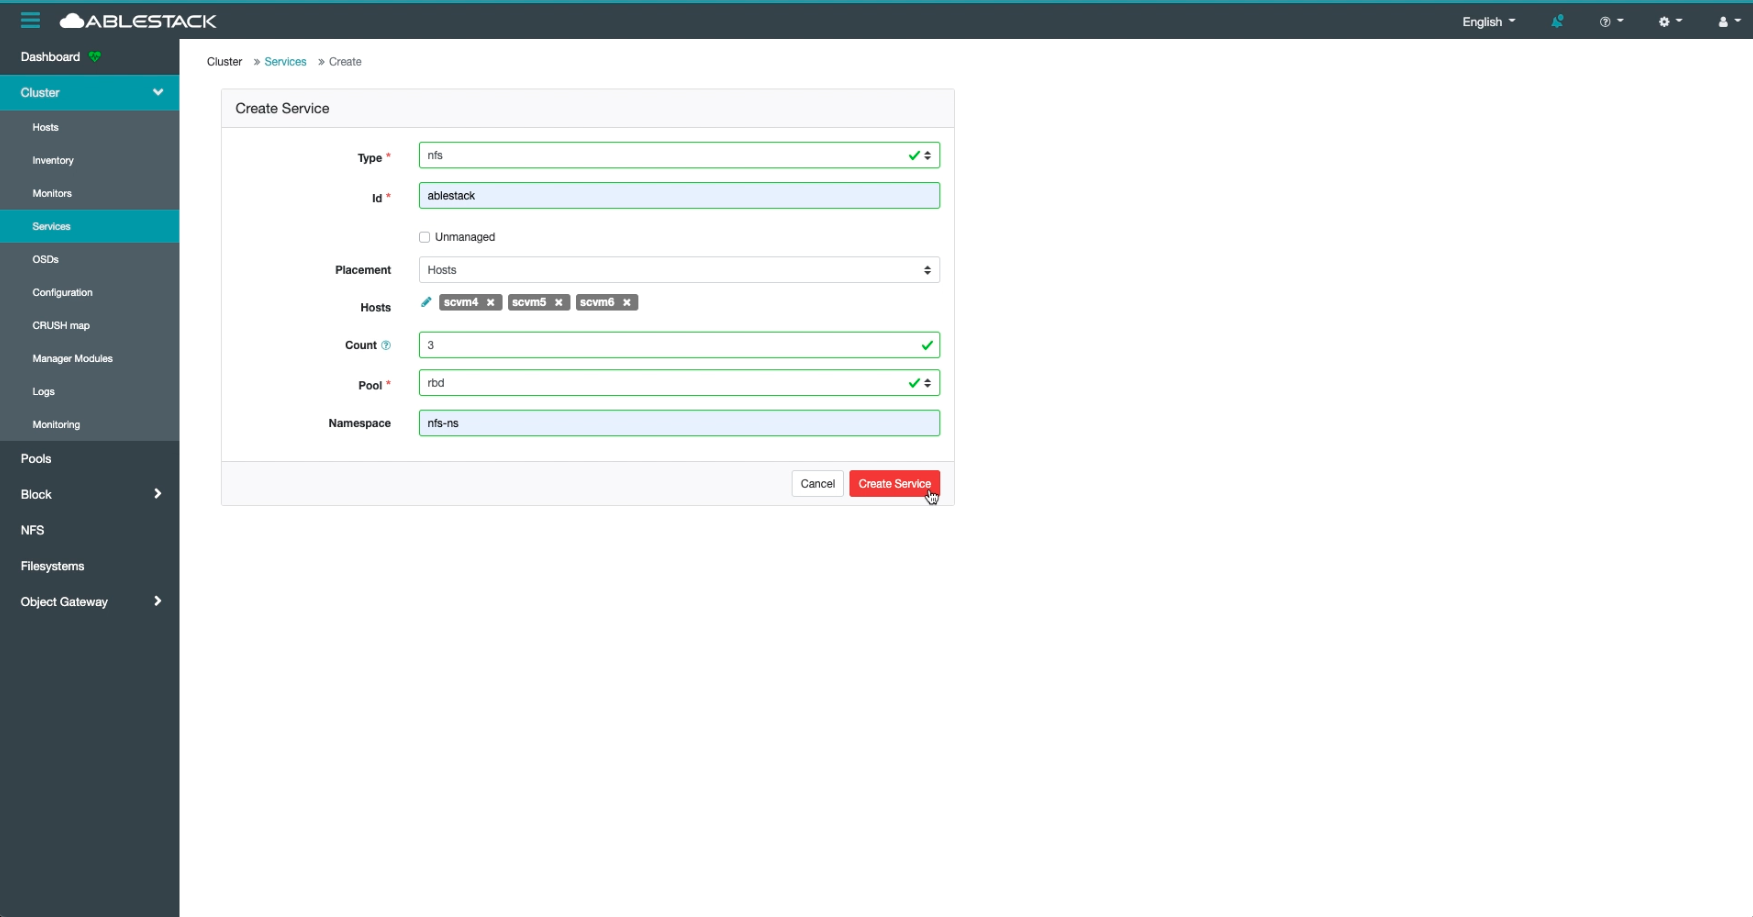 ABLESTACK
English
Dashboard
Cluster
Hosts
Inventory
Monitors
Services
OSDs
Configuration
CRUSH map
Manager Modules
Logs
Monitoring
Pools
Block
NFS
Filesystems
Object Gateway
Cluster » Services » Create
Create Service
Type * nfs
Id * ablestack
Unmanaged
Placement Hosts
Hosts scvm4 × scvm5 × scvm6 ×
Count 3
Pool * rbd
Namespace nfs-ns
Cancel Create Service